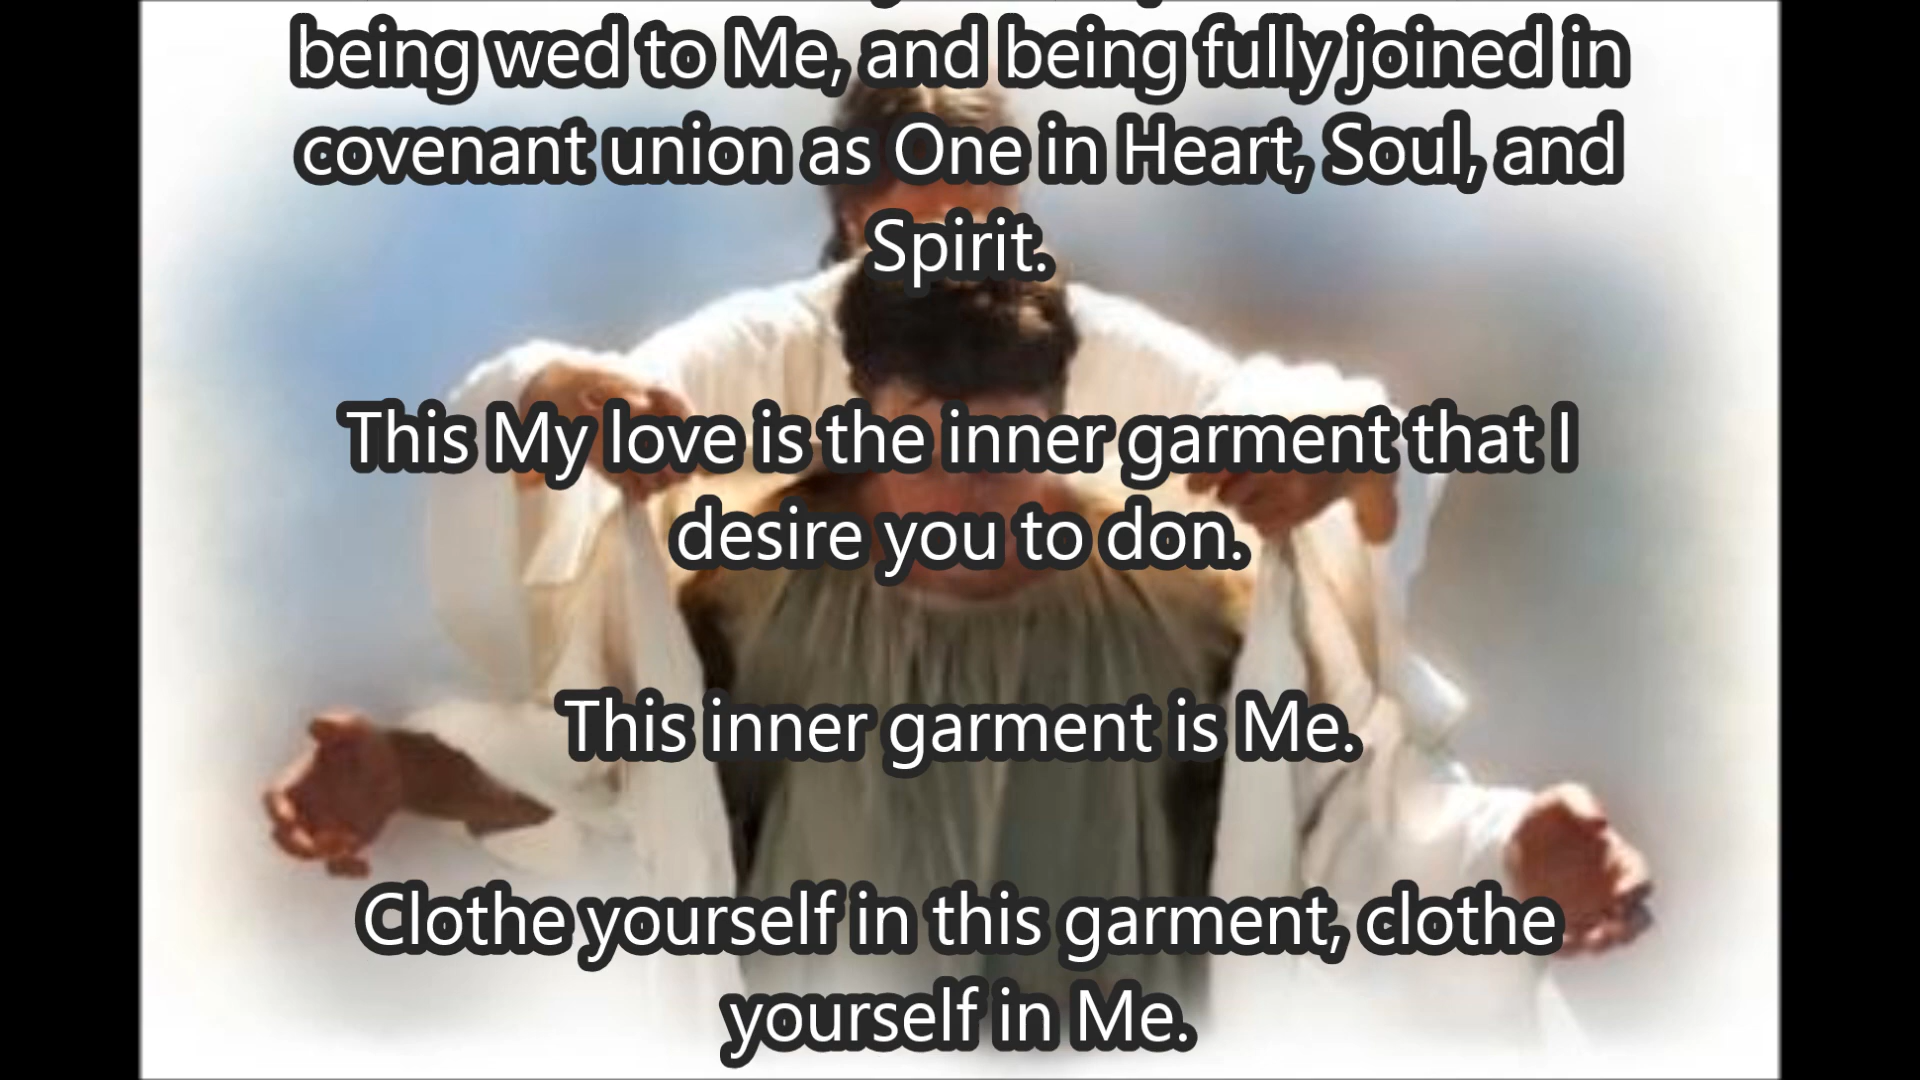 being wed to Me, and being fully joined in
covenant union as One in Heart, Soul, and
Spirit.
This My love is the inner garment that I
desire you to don.
This inner garment is Me.
Clothe yourself in this garment, clothe
yourself in Me.